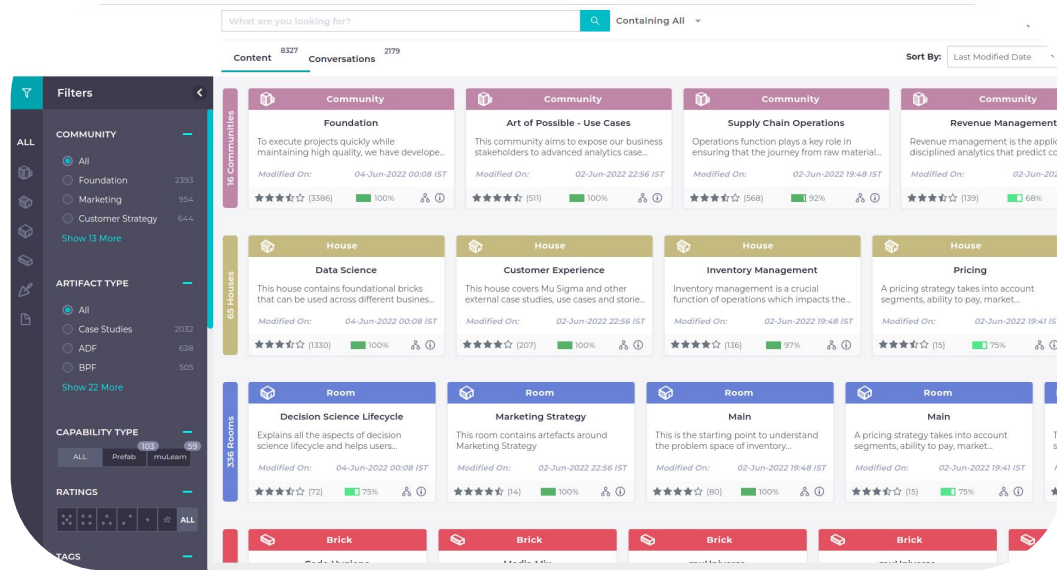 What are you looking for?
Containing All
Content 8327 Conversations 2179
Sort By: Last Modified Date
Filters
ALL
COMMUNITY
All
Foundation 2393
Marketing 954
Customer Strategy 644
Show 13 More
ARTIFACT TYPE
All
Case Studies 2032
ADF 638
BPF 505
Show 22 More
CAPABILITY TYPE
ALL Prefab 103 muLearn 59
RATINGS
ALL
TAGS
16 Communities
Community
Foundation
To execute projects quickly while
maintaining high quality, we have develope...
Modified On: 04-Jun-2022 00:08 IST
(3386) 100%
Community
Art of Possible - Use Cases
This community aims to expose our business
stakeholders to advanced analytics case...
Modified On: 02-Jun-2022 22:56 IST
(511) 100%
Community
Supply Chain Operations
Operations function plays a key role in
ensuring that the journey from raw material...
Modified On: 02-Jun-2022 19:48 IST
(568) 92%
Community
Revenue Management
Revenue management is the applic
disciplined analytics that predict co
Modified On: 02-Jun-202
(139) 68%
65 Houses
House
Data Science
This house contains foundational bricks
that can be used across different busines...
Modified On: 04-Jun-2022 00:08 IST
(1330) 100%
House
Customer Experience
This house covers Mu Sigma and other
external case studies, use cases and storie...
Modified On: 02-Jun-2022 22:56 IST
(207) 100%
House
Inventory Management
Inventory management is a crucial
function of operations which impacts the...
Modified On: 02-Jun-2022 19:48 IST
(136) 97%
House
Pricing
A pricing strategy takes into account
segments, ability to pay, market...
Modified On: 02-Jun-2022 19:41 IST
(15) 75%
336 Rooms
Room
Decision Science Lifecycle
Explains all the aspects of decision
science lifecycle and helps users...
Modified On: 04-Jun-2022 00:08 IST
(72) 75%
Room
Marketing Strategy
This room contains artefacts around
Marketing Strategy
Modified On: 02-Jun-2022 22:56 IST
(14) 100%
Room
Main
This is the starting point to understand
the problem space of inventory...
Modified On: 02-Jun-2022 19:48 IST
(80) 100%
Room
Main
A pricing strategy takes into account
segments, ability to pay, market...
Modified On: 02-Jun-2022 19:41 IST
(15) 75%
Brick
Brick
Brick
Brick